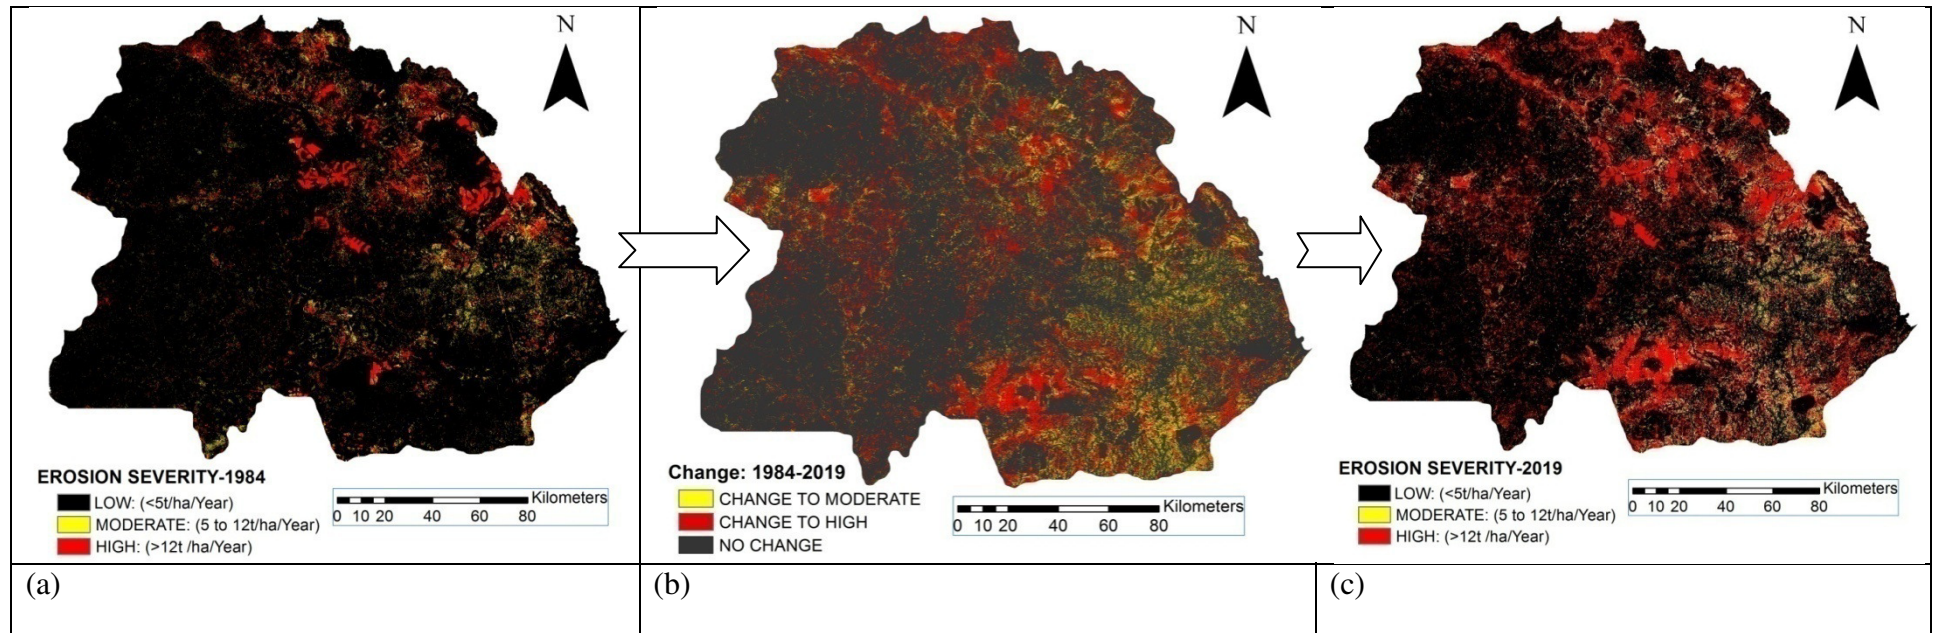 N
EROSION SEVERITY-1984
LOW: (<5t/ha/Year)
MODERATE: (5 to 12t/ha/Year)
HIGH: (>12t /ha/Year)
Kilometers
0 10 20 40 60 80
(a)
N
Change: 1984-2019
CHANGE TO MODERATE
CHANGE TO HIGH
NO CHANGE
Kilometers
0 10 20 40 60 80
(b)
N
EROSION SEVERITY-2019
LOW: (<5t/ha/Year)
MODERATE: (5 to 12t/ha/Year)
HIGH: (>12t /ha/Year)
Kilometers
0 10 20 40 60 80
(c)